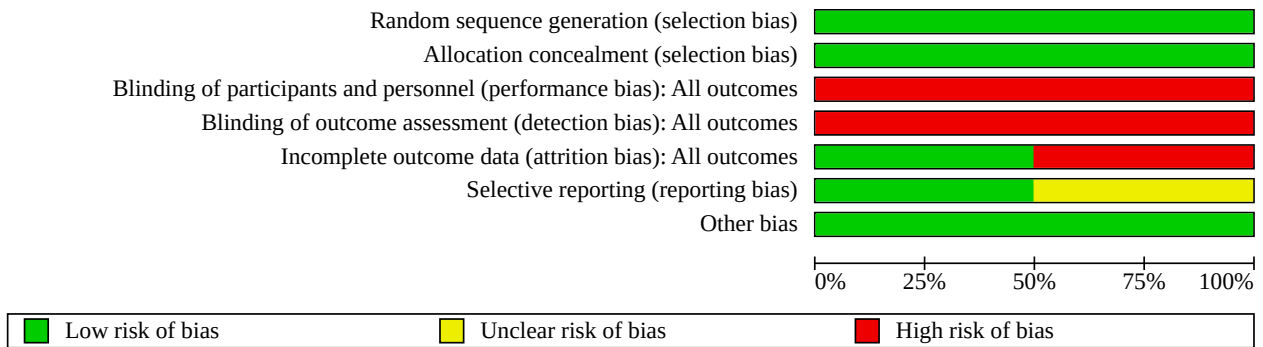 Random sequence generation (selection bias)
Allocation concealment (selection bias)
Blinding of participants and personnel (performance bias): All outcomes
Blinding of outcome assessment (detection bias): All outcomes
Incomplete outcome data (attrition bias): All outcomes
Selective reporting (reporting bias)
Other bias
0% 25% 50% 75% 100%
Low risk of bias Unclear risk of bias High risk of bias